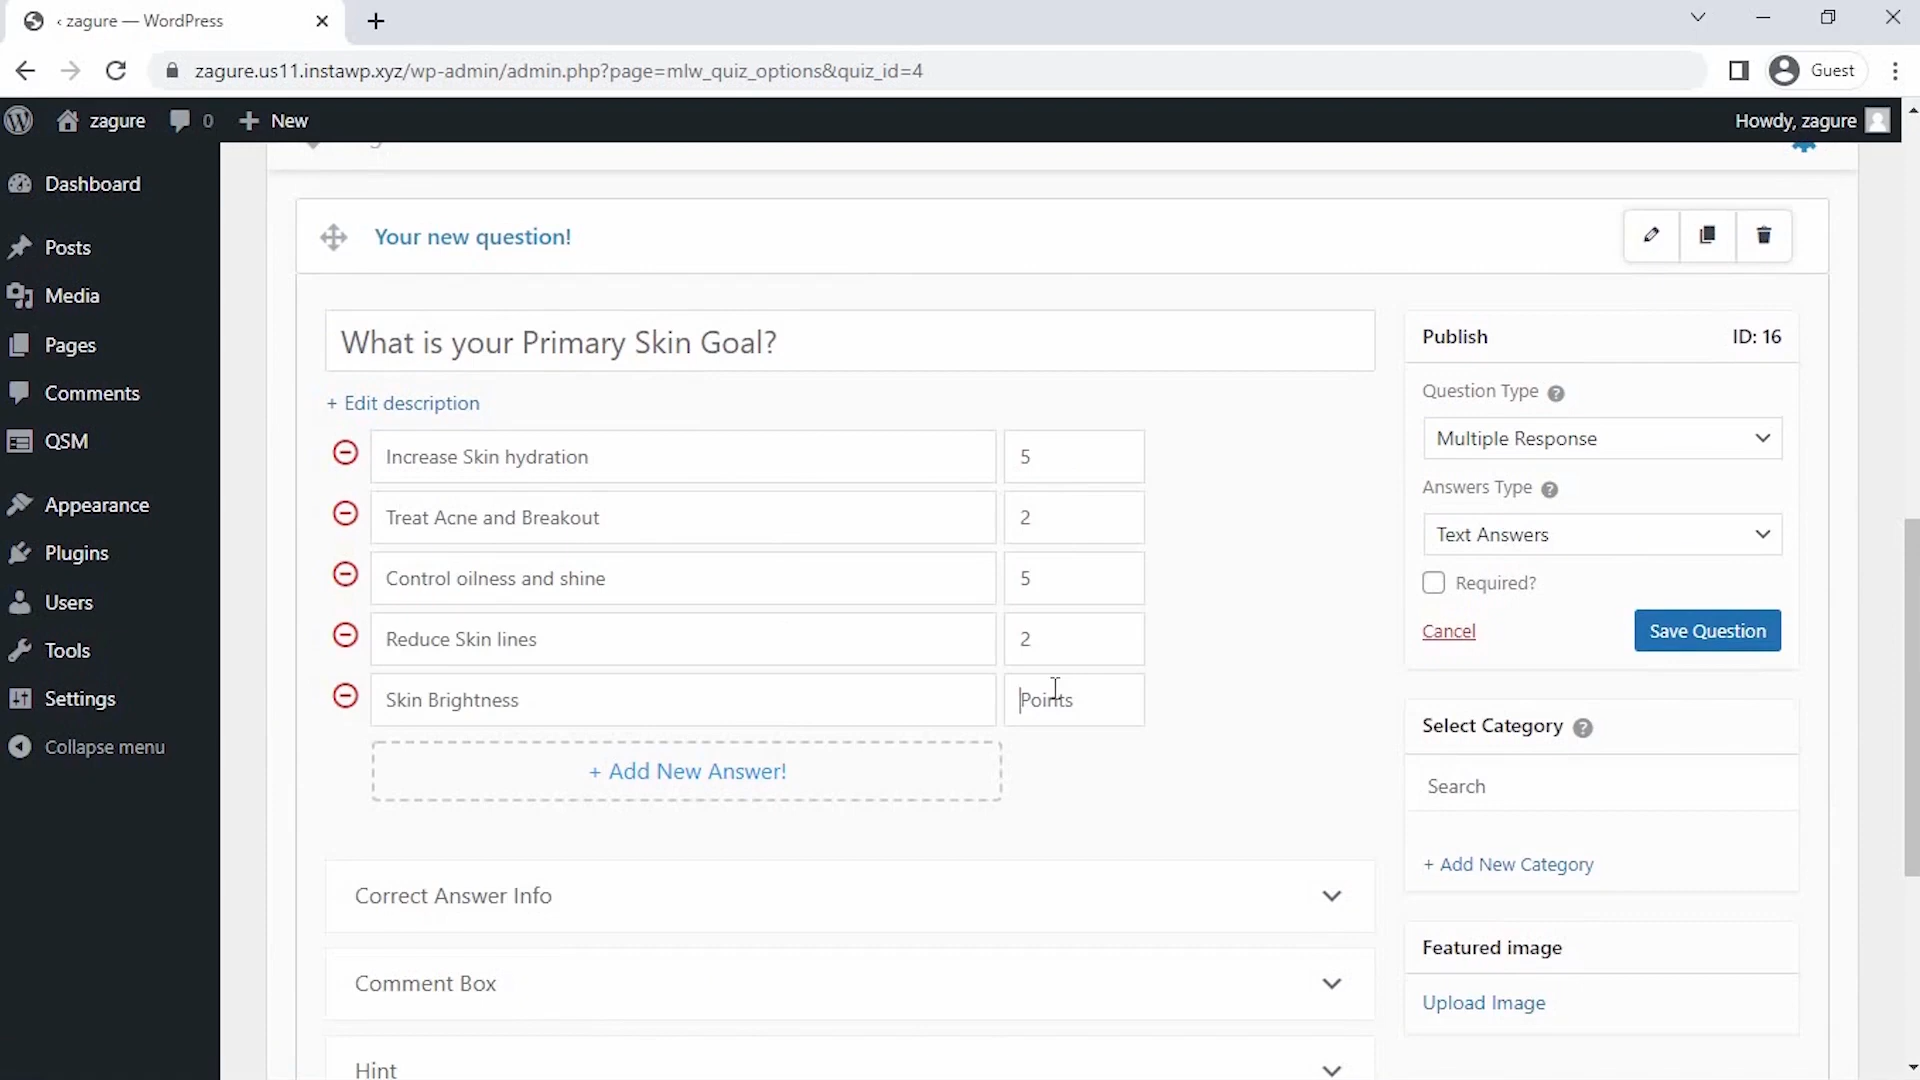 ‹ zagure — WordPress
zagure.us11.instawp.xyz/wp-admin/admin.php?page=mlw_quiz_options&quiz_id=4
Guest
zagure
0
New
Howdy, zagure
Dashboard
Posts
Media
Pages
Comments
QSM
Appearance
Plugins
Users
Tools
Settings
Collapse menu
Your new question!
What is your Primary Skin Goal?
+ Edit description
Increase Skin hydration
5
Treat Acne and Breakout
2
Control oilness and shine
5
Reduce Skin lines
2
Skin Brightness
Points
+ Add New Answer!
Correct Answer Info
Comment Box
Hint
Publish
ID: 16
Question Type ?
Multiple Response
Answers Type ?
Text Answers
Required?
Cancel
Save Question
Select Category ?
Search
+ Add New Category
Featured image
Upload Image